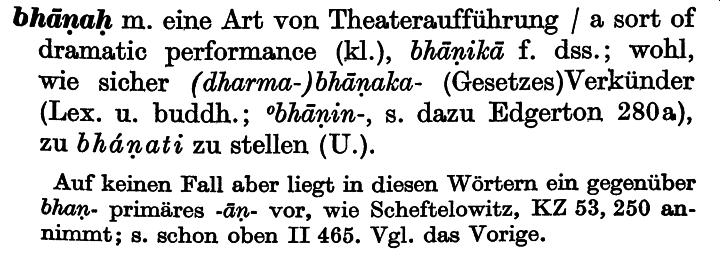 bhāṇaḥ m. eine Art von Theateraufführung / a sort of
dramatic performance (kl.), bhāṇikā f. dss.; wohl,
wie sicher (dharma-)bhāṇaka- (Gesetzes)Verkünder
(Lex. u. buddh.; °bhāṇin-, s. dazu Edgerton 280a),
zu bháṇati zu stellen (U.).
Auf keinen Fall aber liegt in diesen Wörtern ein gegenüber
bhaṇ- primäres -āṇ- vor, wie Scheftelowitz, KZ 53, 250 an-
nimmt; s. schon oben II 465. Vgl. das Vorige.